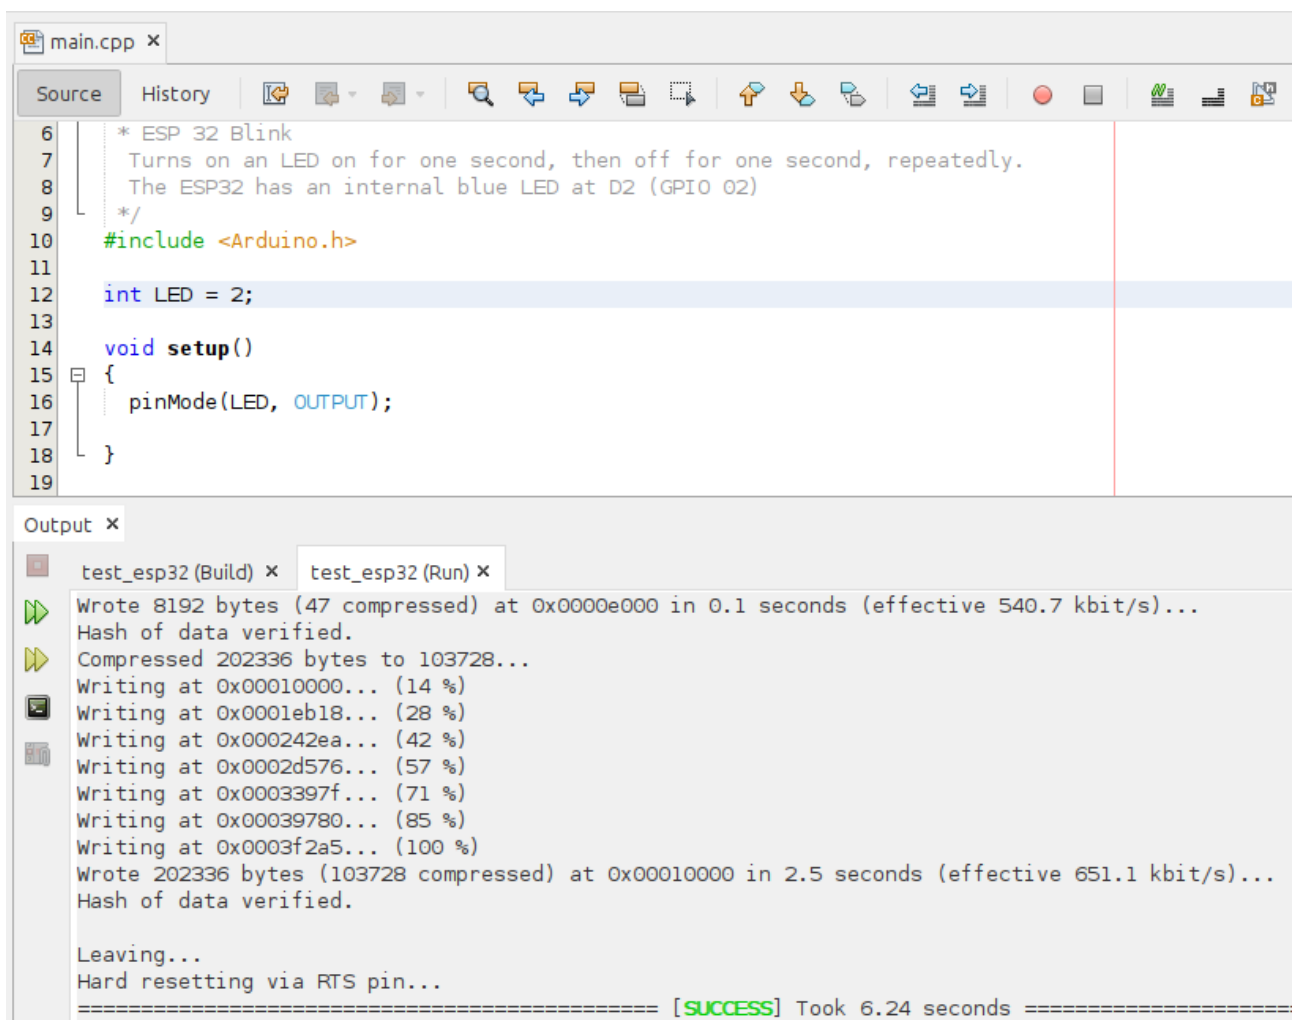 main.cpp ×
Source History
6 * ESP 32 Blink
7 Turns on an LED on for one second, then off for one second, repeatedly.
8 The ESP32 has an internal blue LED at D2 (GPIO 02)
9 */
10 #include <Arduino.h>
11
12 int LED = 2;
13
14 void setup()
15 {
16 pinMode(LED, OUTPUT);
17
18 }
19
Output ×
test_esp32 (Build) × test_esp32 (Run) ×
Wrote 8192 bytes (47 compressed) at 0x0000e000 in 0.1 seconds (effective 540.7 kbit/s)...
Hash of data verified.
Compressed 202336 bytes to 103728...
Writing at 0x00010000... (14 %)
Writing at 0x0001eb18... (28 %)
Writing at 0x000242ea... (42 %)
Writing at 0x0002d576... (57 %)
Writing at 0x0003397f... (71 %)
Writing at 0x00039780... (85 %)
Writing at 0x0003f2a5... (100 %)
Wrote 202336 bytes (103728 compressed) at 0x00010000 in 2.5 seconds (effective 651.1 kbit/s)...
Hash of data verified.
Leaving...
Hard resetting via RTS pin...
============================================== [SUCCESS] Took 6.24 seconds =====================